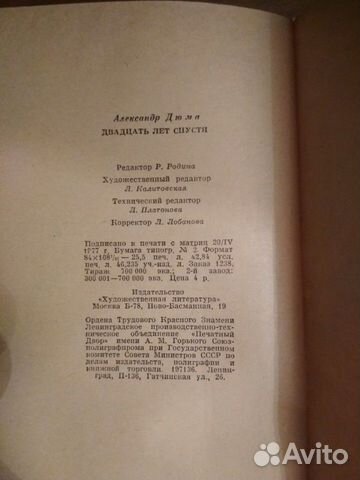 Александр Дюма
ДВАДЦАТЬ ЛЕТ СПУСТЯ
Редактор Р. Родина
Художественный редактор
Л. Калитовская
Технический редактор
Л. Платонова
Корректор Л. Лобанова
Подписано к печати с матриц 20/IV
1977 г. Бумага типогр. № 2. Формат
84×108 1/32 — 25,5 печ. л. 42,84 усл.
печ. л. 46,235 уч.-изд. л. Заказ 1238.
Тираж 700 000 экз.; 2-й завод:
300 001—700 000 экз. Цена 4 р.
Издательство
«Художественная литература»
Москва Б-78, Ново-Басманная, 19
Ордена Трудового Красного Знамени
Ленинградское производственно-тех-
ническое объединение «Печатный
Двор» имени А. М. Горького Союз-
полиграфпрома при Государственном
комитете Совета Министров СССР по
делам издательств, полиграфии и
книжной торговли. 197136. Ленин-
град, П-136, Гатчинская ул., 26.
Avito